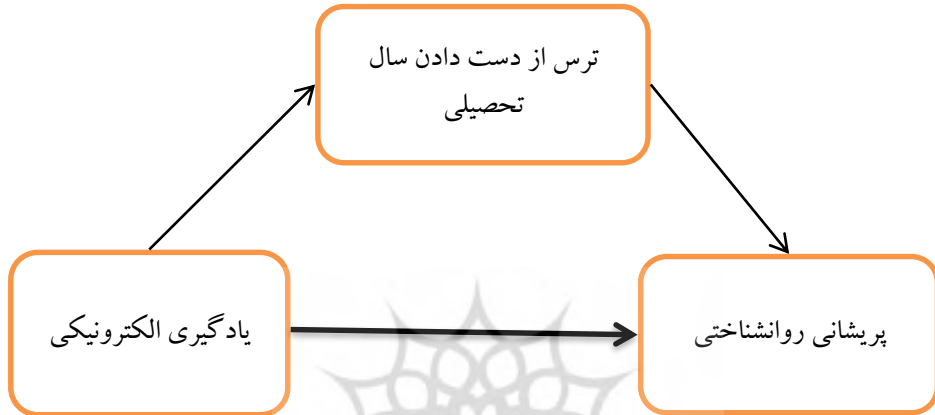 ترس از دست دادن سال
تحصیلی
یادگیری الکترونیکی
پریشانی روانشناختی